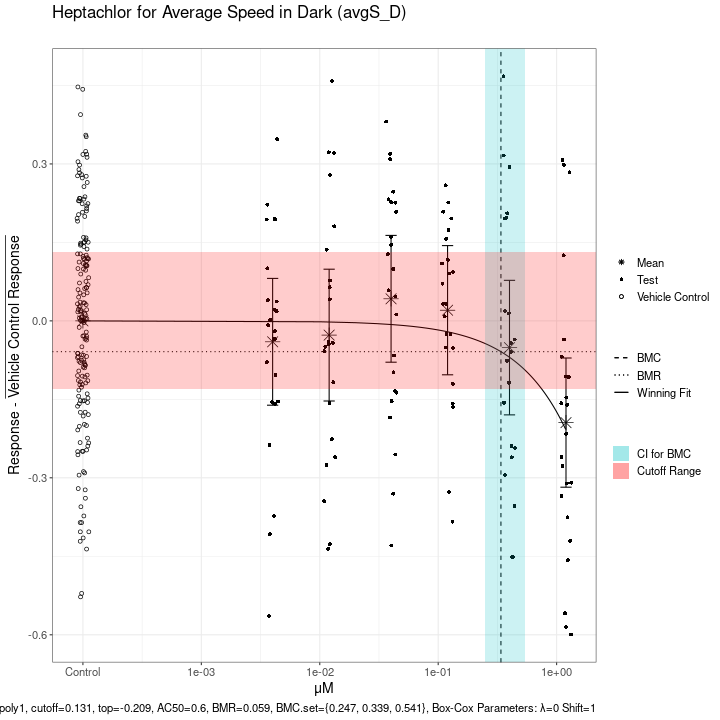 Heptachlor for Average Speed in Dark (avgS_D)
Response - Vehicle Control Response
0.3
0.0
-0.3
-0.6
Control
1e-03
1e-02
1e-01
1e+00
μM
Mean
Test
Vehicle Control
BMC
BMR
Winning Fit
CI for BMC
Cutoff Range
poly1, cutoff=0.131, top=-0.209, AC50=0.6, BMR=0.059, BMC.set={0.247, 0.339, 0.541}, Box-Cox Parameters: λ=0 Shift=1